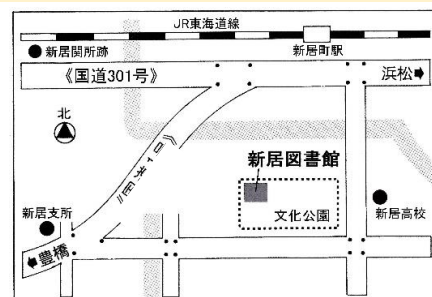 JR東海道線
新居関所跡
新居町駅
《国道301号》
浜松
北
新居図書館
文化公園
新居高校
新居支所
豊橋